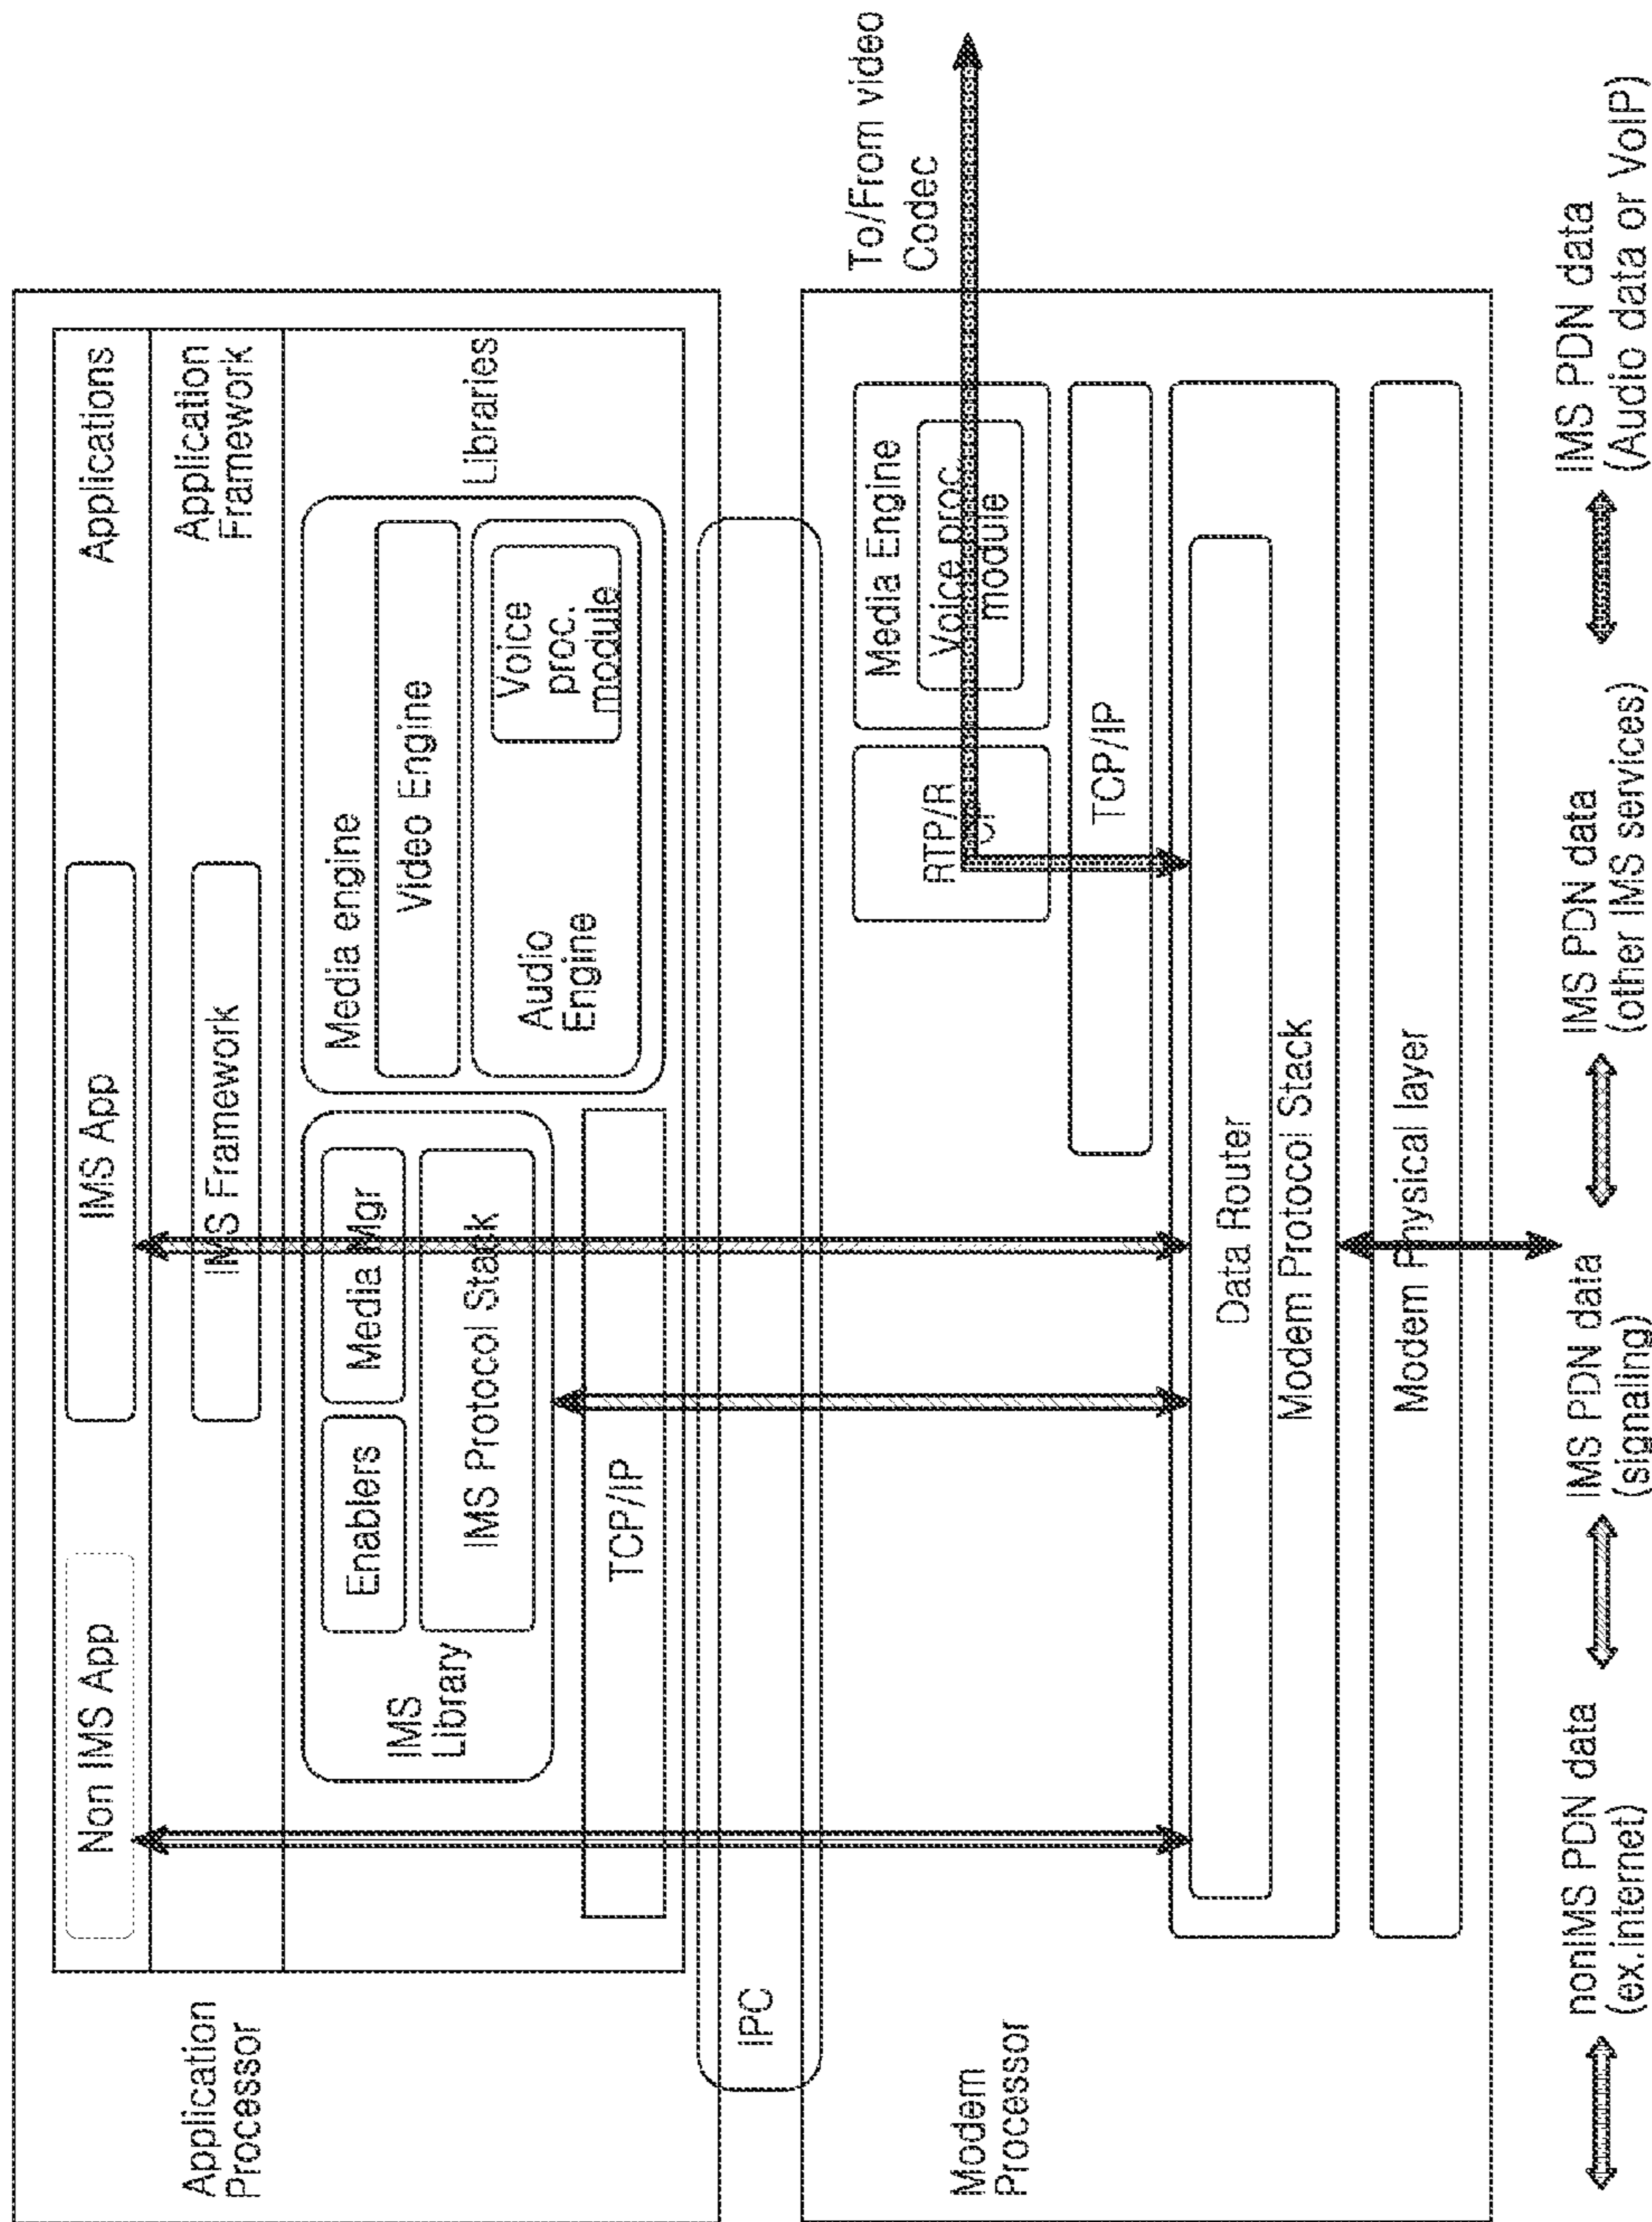 Non IMS App
IMS App
Applications
Application
Processor
IMS Framework
Application
Framework
Enablers
Media Mgr
IMS Protocol Stack
IMS
Library
Media engine
Video Engine
Audio
Engine
Voice
proc.
module
Libraries
TCP/IP
IPC
To/From video
Codec
Modem
Processor
RTP/R
Media Engine
Voice proc.
module
TCP/IP
Data Router
Modem Protocol Stack
Modem Physical layer
nonIMS PDN data
(ex.internet)
IMS PDN data
(signaling)
IMS PDN data
(other IMS services)
IMS PDN data
(Audio data or VoIP)